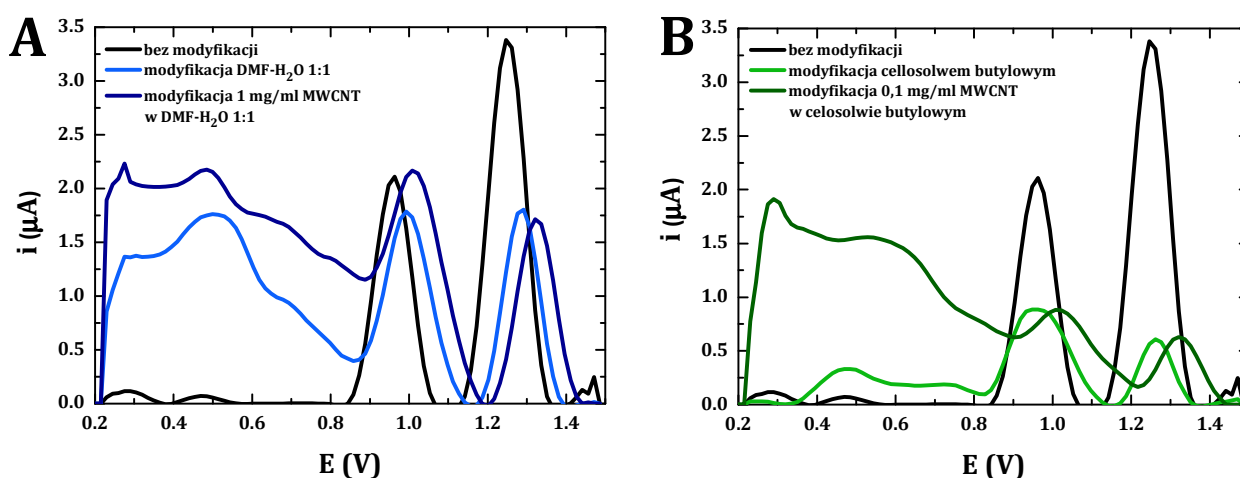 A
3.5
3.0
2.5
2.0
1.5
1.0
0.5
0.0
i (μA)
bez modyfikacji
modyfikacja DMF-H₂O 1:1
modyfikacja 1 mg/ml MWCNT
w DMF-H₂O 1:1
0.2 0.4 0.6 0.8 1.0 1.2 1.4
E (V)
B
3.5
3.0
2.5
2.0
1.5
1.0
0.5
0.0
i (μA)
bez modyfikacji
modyfikacja cellosolwem butylowym
modyfikacja 0,1 mg/ml MWCNT
w celosolwie butylowym
0.2 0.4 0.6 0.8 1.0 1.2 1.4
E (V)